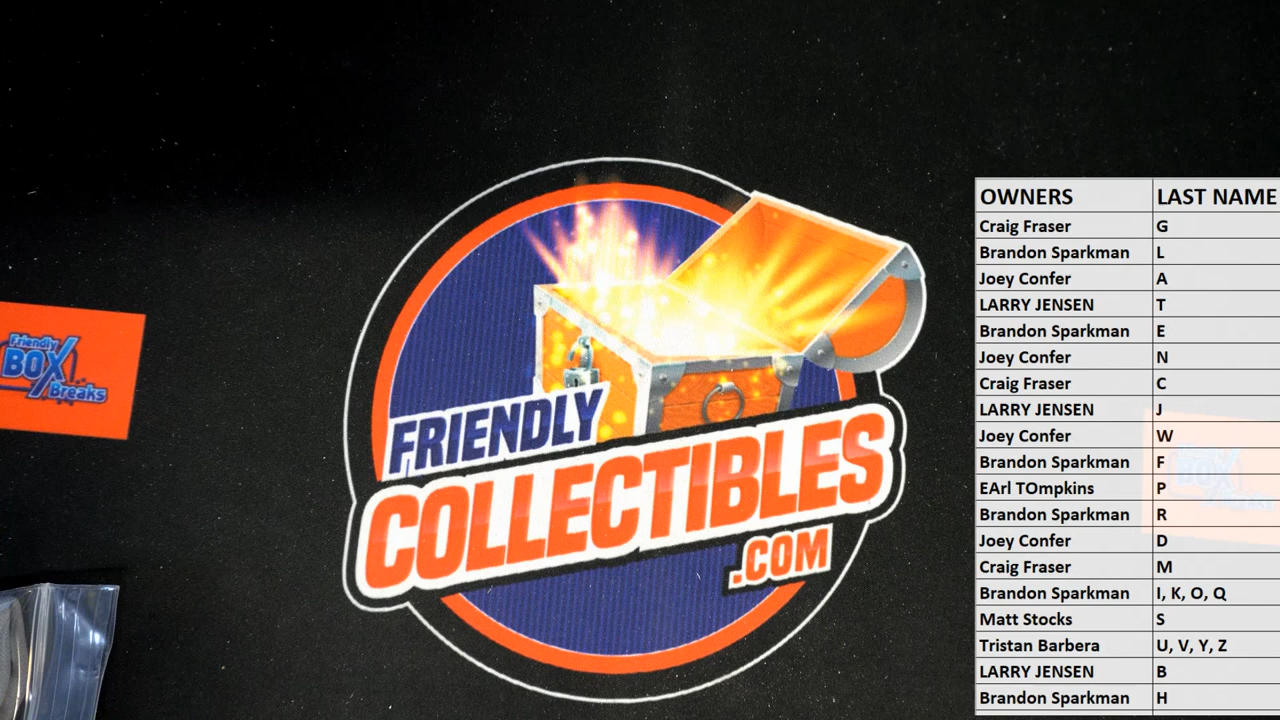 Friendly
BOX
Breaks
FRIENDLY
COLLECTIBLES
.COM
OWNERS LAST NAME
Craig Fraser G
Brandon Sparkman L
Joey Confer A
LARRY JENSEN T
Brandon Sparkman E
Joey Confer N
Craig Fraser C
LARRY JENSEN J
Joey Confer W
Brandon Sparkman F
EArl TOmpkins P
Brandon Sparkman R
Joey Confer D
Craig Fraser M
Brandon Sparkman I, K, O, Q
Matt Stocks S
Tristan Barbera U, V, Y, Z
LARRY JENSEN B
Brandon Sparkman H